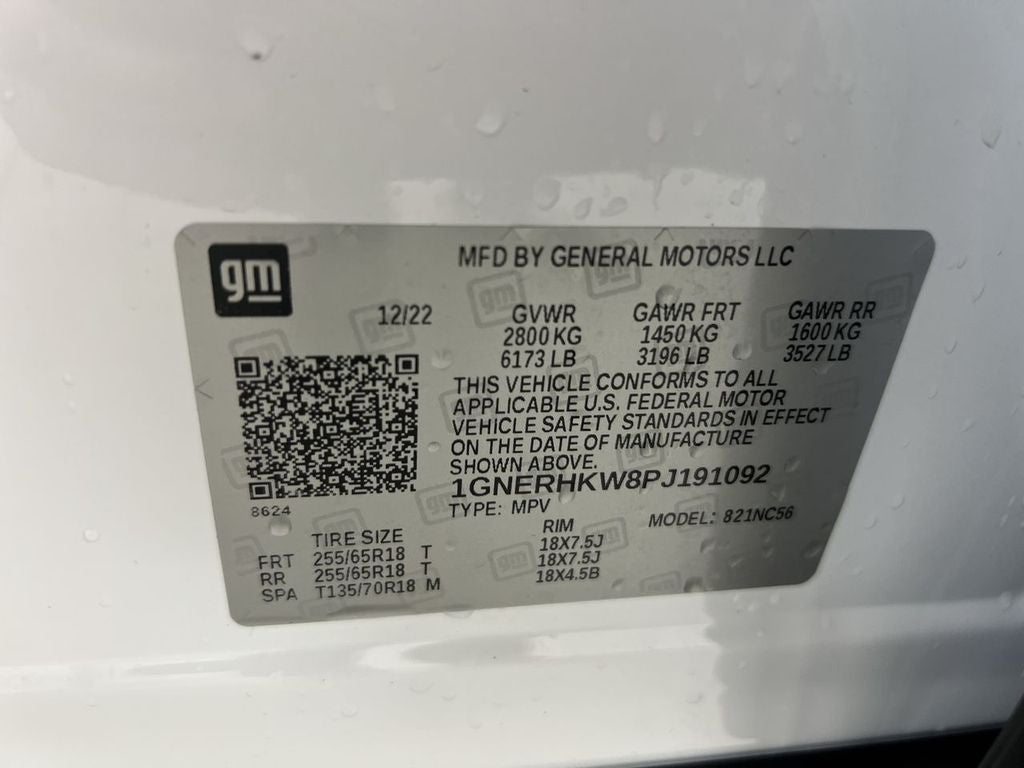 gm
MFD BY GENERAL MOTORS LLC
12/22 GVWR GAWR FRT GAWR RR
2800 KG 1450 KG 1600 KG
6173 LB 3196 LB 3527 LB
THIS VEHICLE CONFORMS TO ALL
APPLICABLE U.S. FEDERAL MOTOR
VEHICLE SAFETY STANDARDS IN EFFECT
ON THE DATE OF MANUFACTURE
SHOWN ABOVE.
1GNERHKW8PJ191092
8624
TYPE: MPV MODEL: 821NC56
TIRE SIZE RIM
FRT 255/65R18 T 18X7.5J
RR 255/65R18 T 18X7.5J
SPA T135/70R18 M 18X4.5B